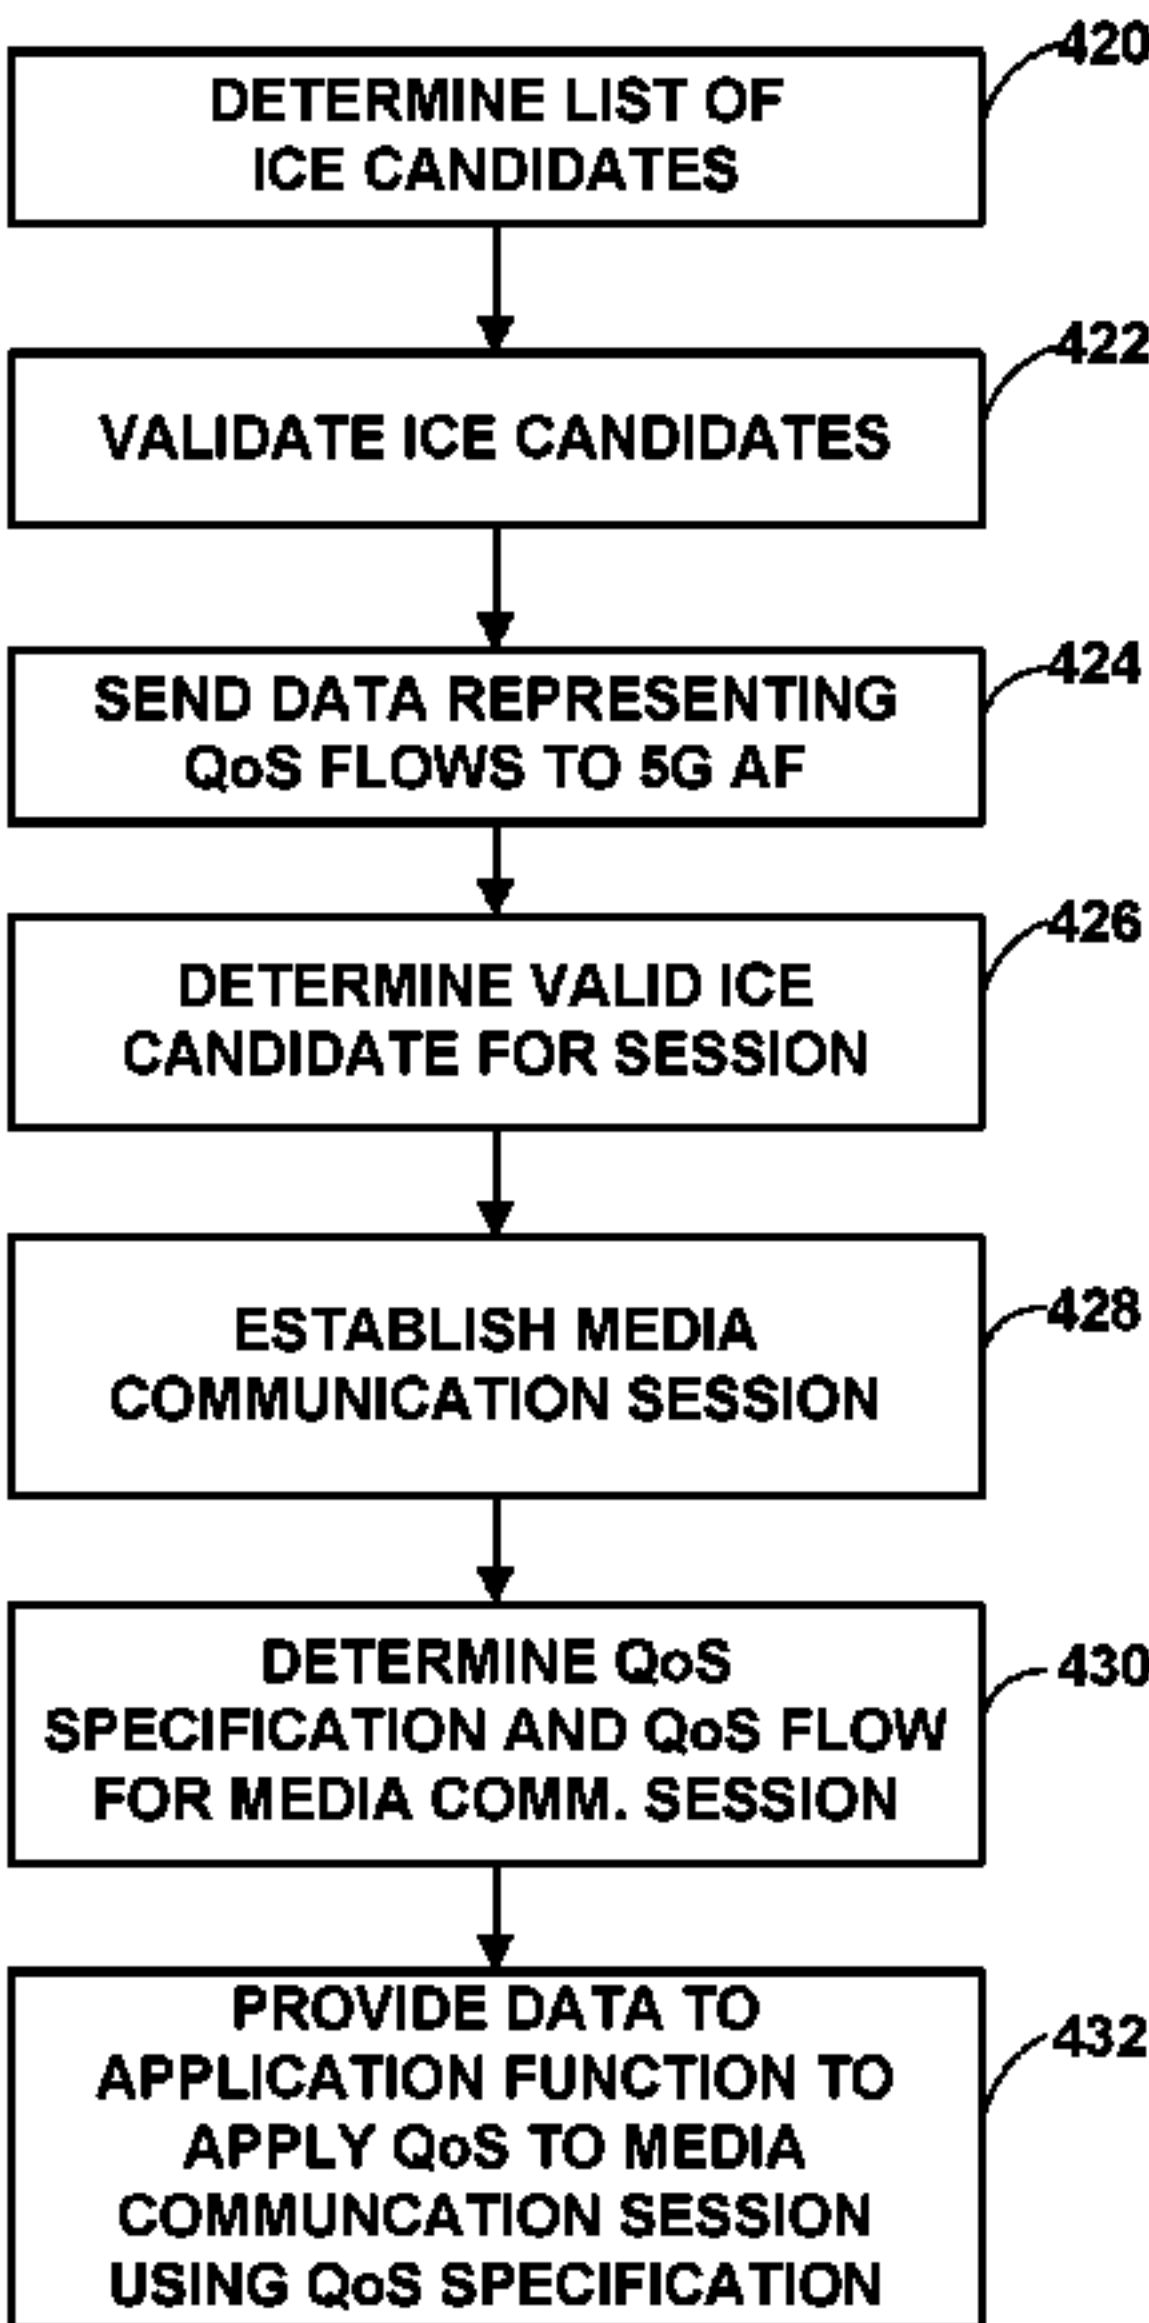 420
DETERMINE LIST OF
ICE CANDIDATES
422
VALIDATE ICE CANDIDATES
424
SEND DATA REPRESENTING
QoS FLOWS TO 5G AF
426
DETERMINE VALID ICE
CANDIDATE FOR SESSION
428
ESTABLISH MEDIA
COMMUNICATION SESSION
430
DETERMINE QoS
SPECIFICATION AND QoS FLOW
FOR MEDIA COMM. SESSION
432
PROVIDE DATA TO
APPLICATION FUNCTION TO
APPLY QoS TO MEDIA
COMMUNCATION SESSION
USING QoS SPECIFICATION